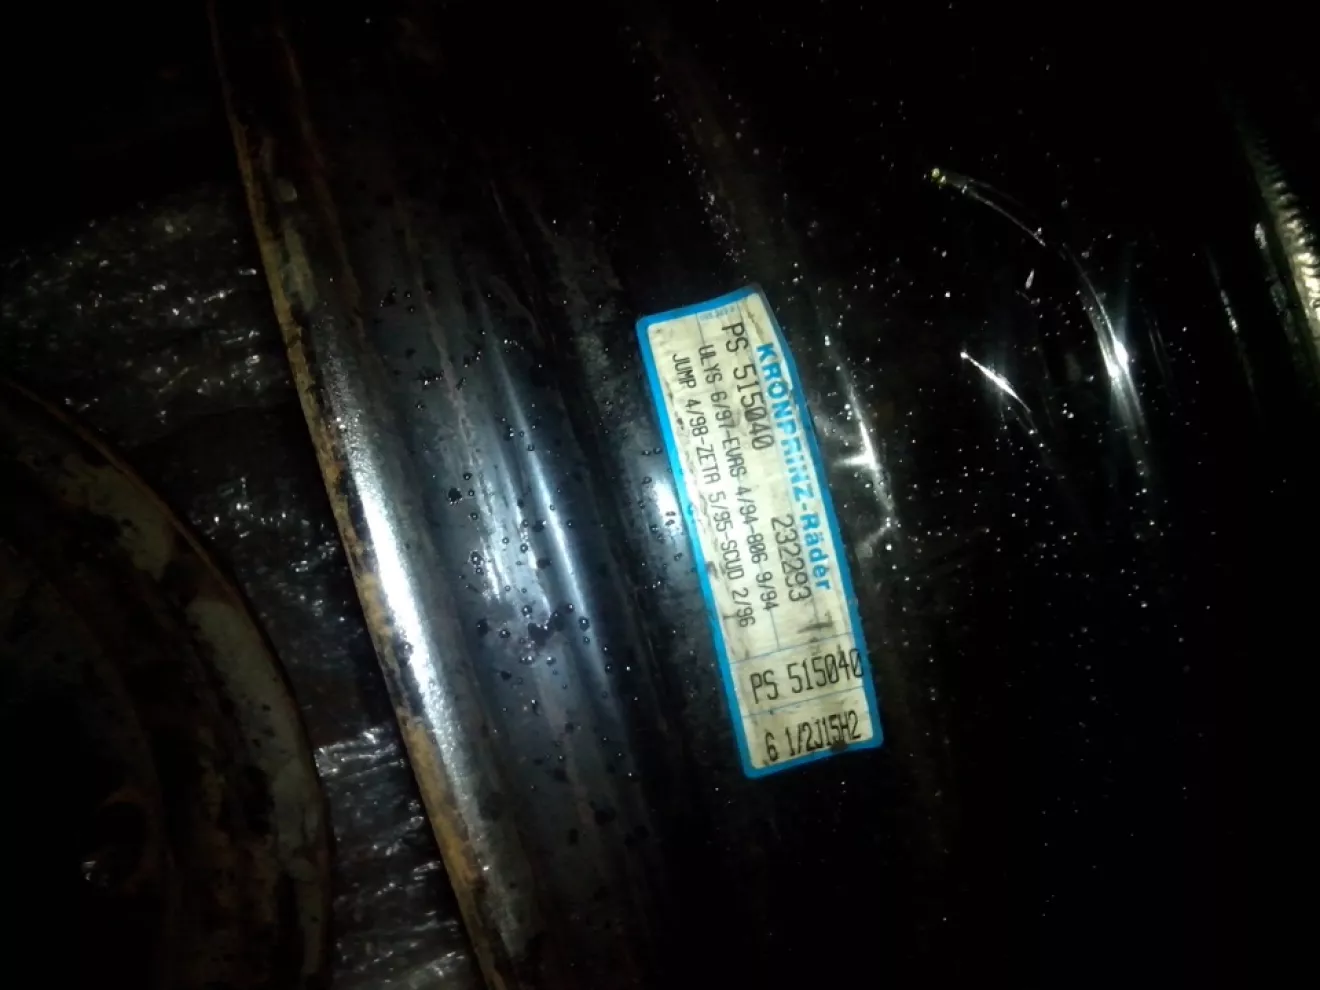 KRONPRINZ-Räder
PS 515040 232293
ULYS 6/97-EVAS 4/94-806 9/94
JUMP 4/98-ZETA 5/95-SCUD 2/96
PS 515040
6 1/2J15H2